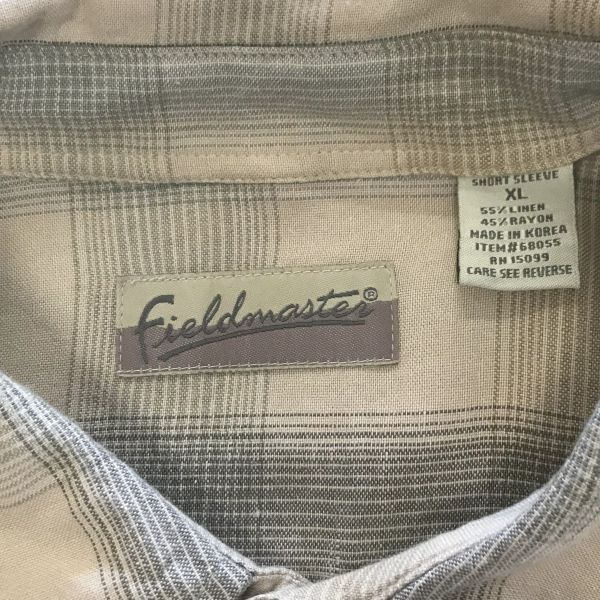 SHORT SLEEVE
XL
55% LINEN
45% RAYON
MADE IN KOREA
ITEM#68055
RN 15099
CARE SEE REVERSE
Fieldmaster®